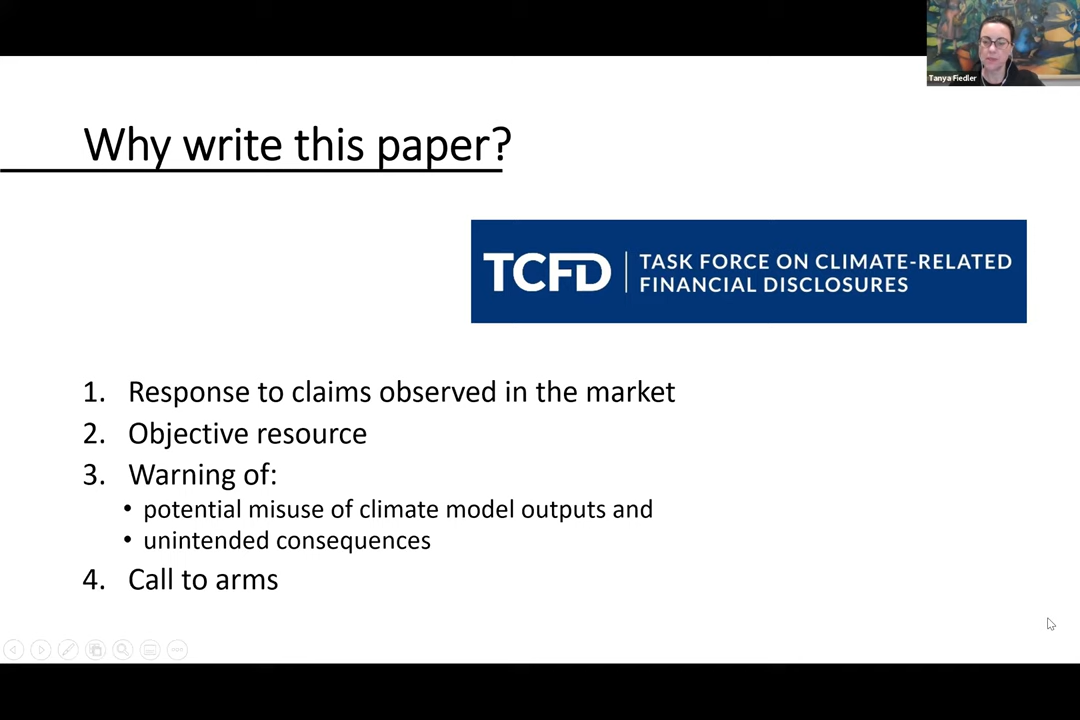 Tanya Fiedler
Why write this paper?
TCFD
TASK FORCE ON CLIMATE-RELATED
FINANCIAL DISCLOSURES
1. Response to claims observed in the market
2. Objective resource
3. Warning of:
• potential misuse of climate model outputs and
• unintended consequences
4. Call to arms